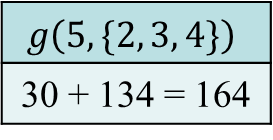 g(5, {2, 3, 4})
30 + 134 = 164